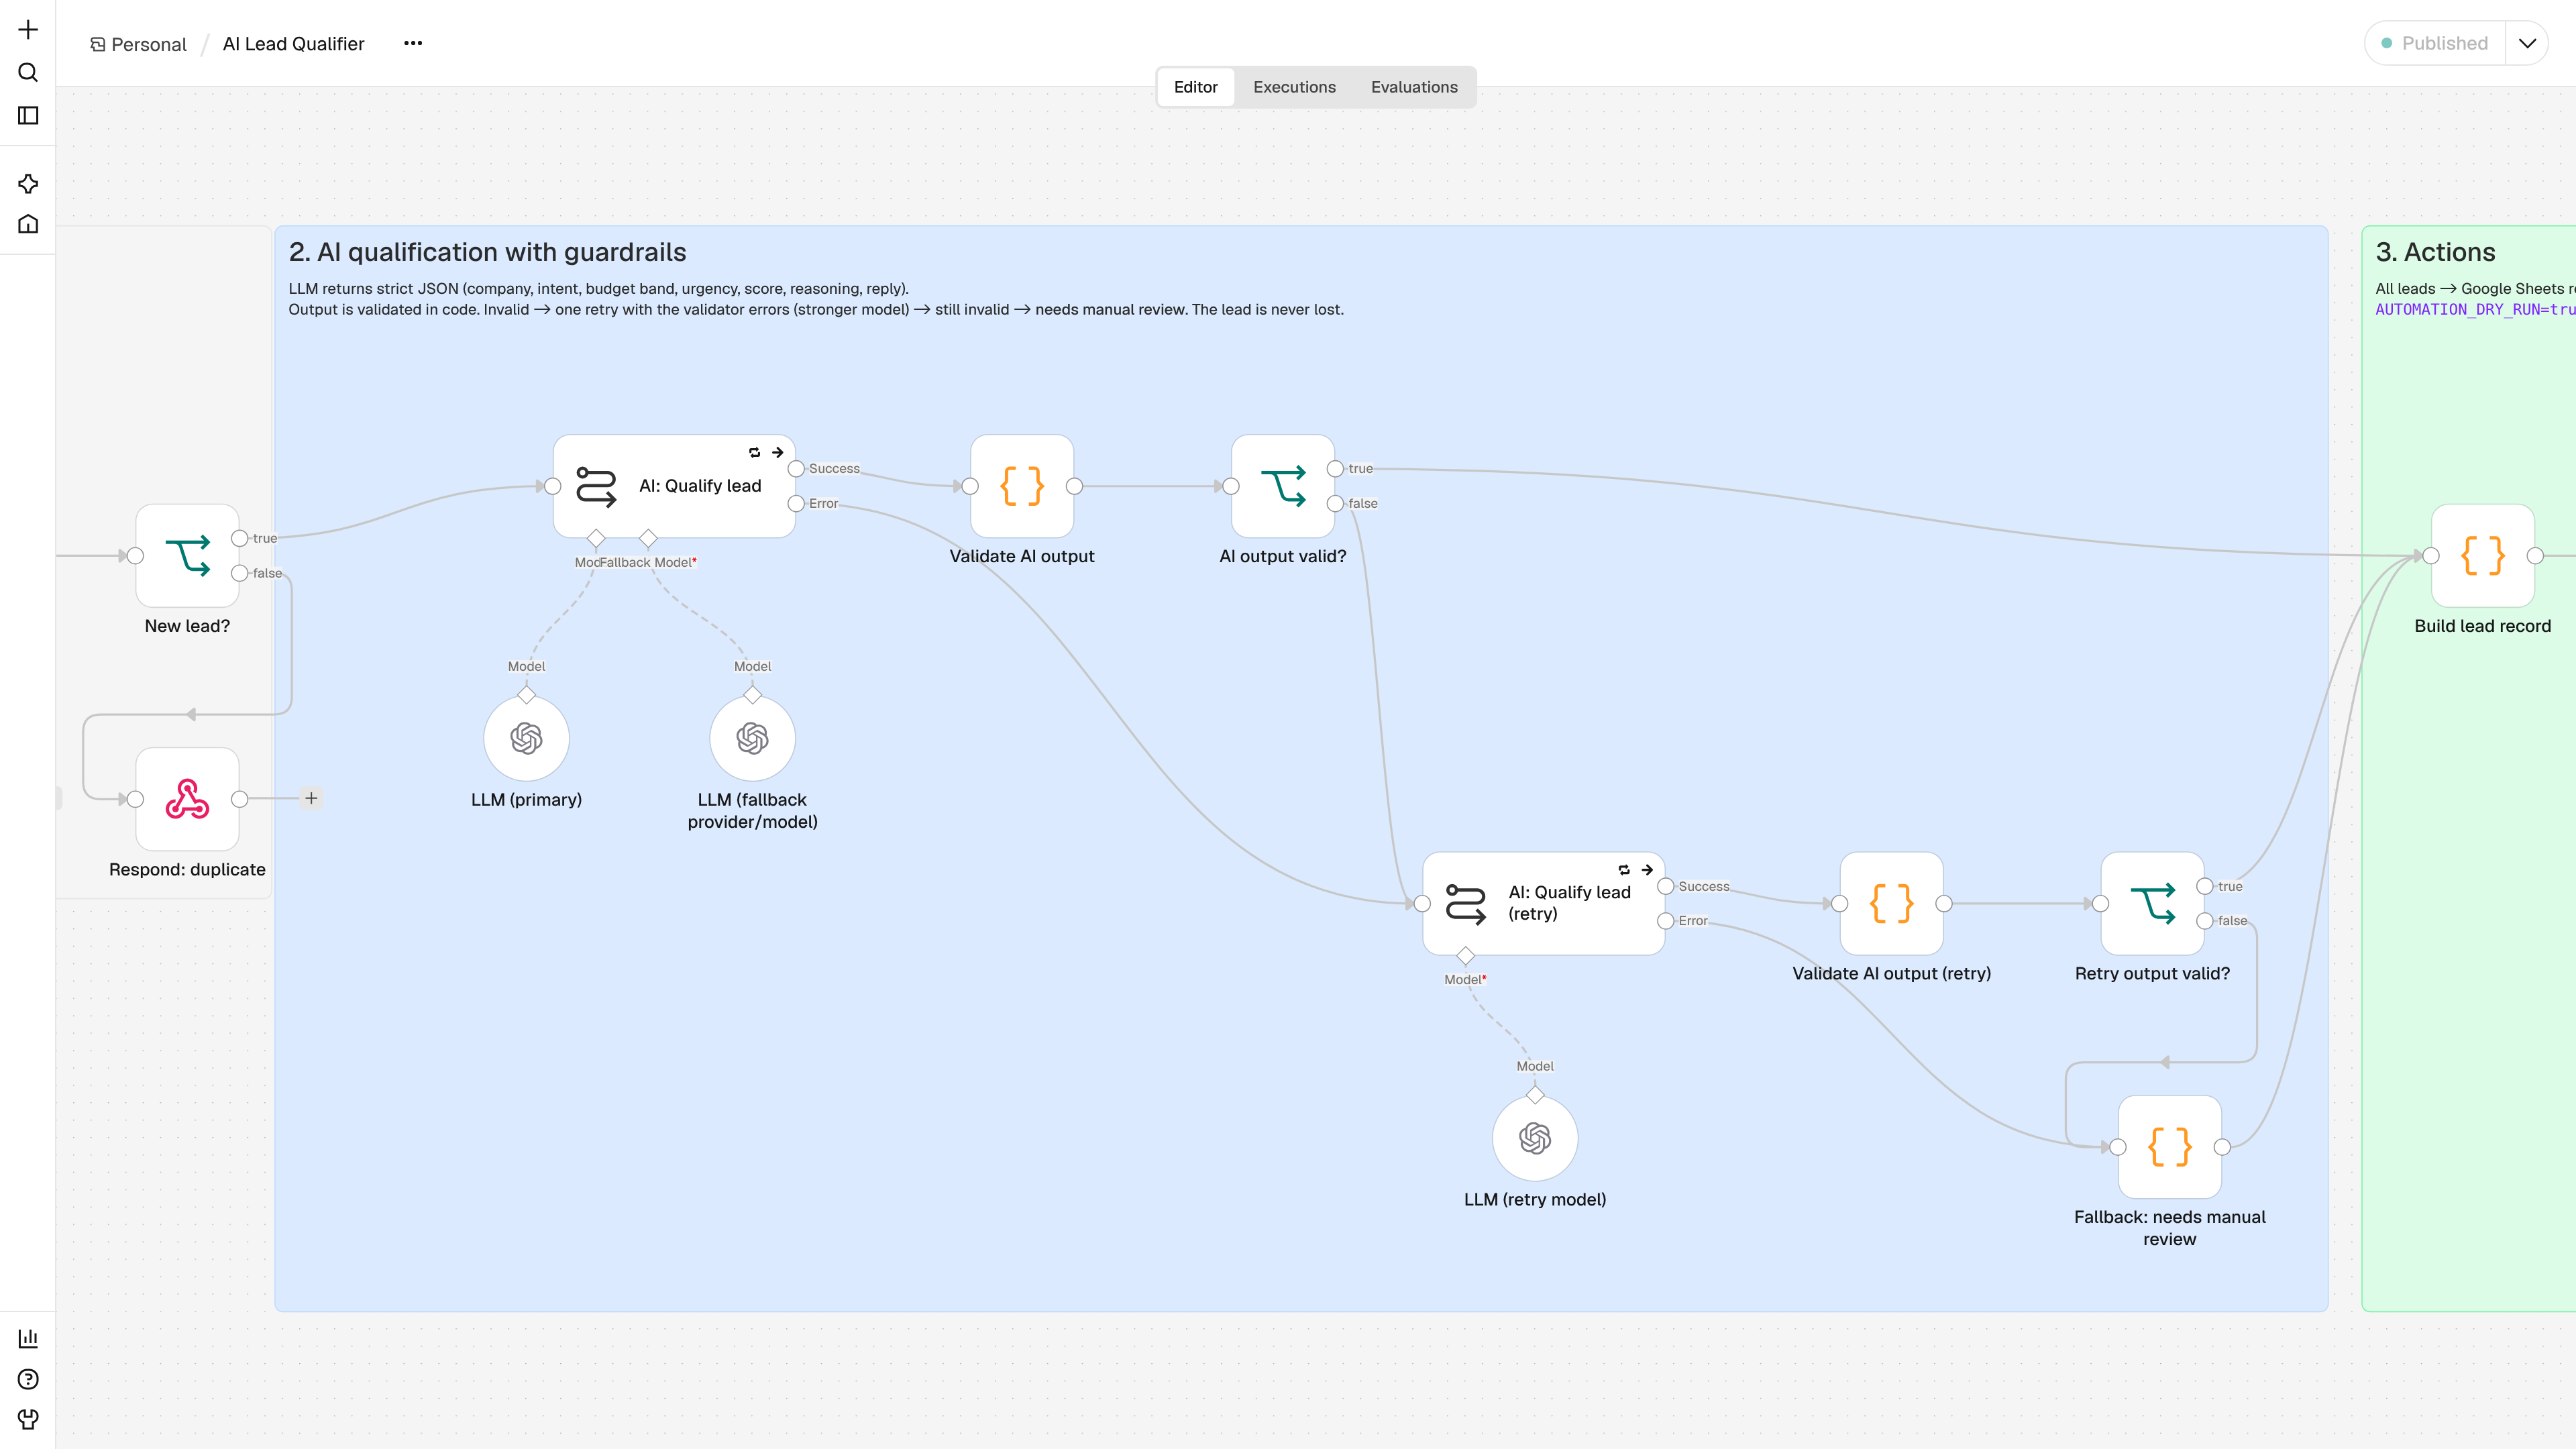 Personal / AI Lead Qualifier
Published
Editor
Executions
Evaluations
2. AI qualification with guardrails
LLM returns strict JSON (company, intent, budget band, urgency, score, reasoning, reply).
Output is validated in code. Invalid → one retry with the validator errors (stronger model) → still invalid → needs manual review. The lead is never lost.
3. Actions
All leads → Google Sheets
AUTOMATION_DRY_RUN=tru
New lead?
true
false
Respond: duplicate
AI: Qualify lead
Success
Error
Fallback Model*
Model
LLM (primary)
Model
LLM (fallback
provider/model)
Validate AI output
AI output valid?
true
false
Build lead record
AI: Qualify lead
(retry)
Success
Error
Model*
Model
LLM (retry model)
Validate AI output (retry)
Retry output valid?
true
false
Fallback: needs manual
review